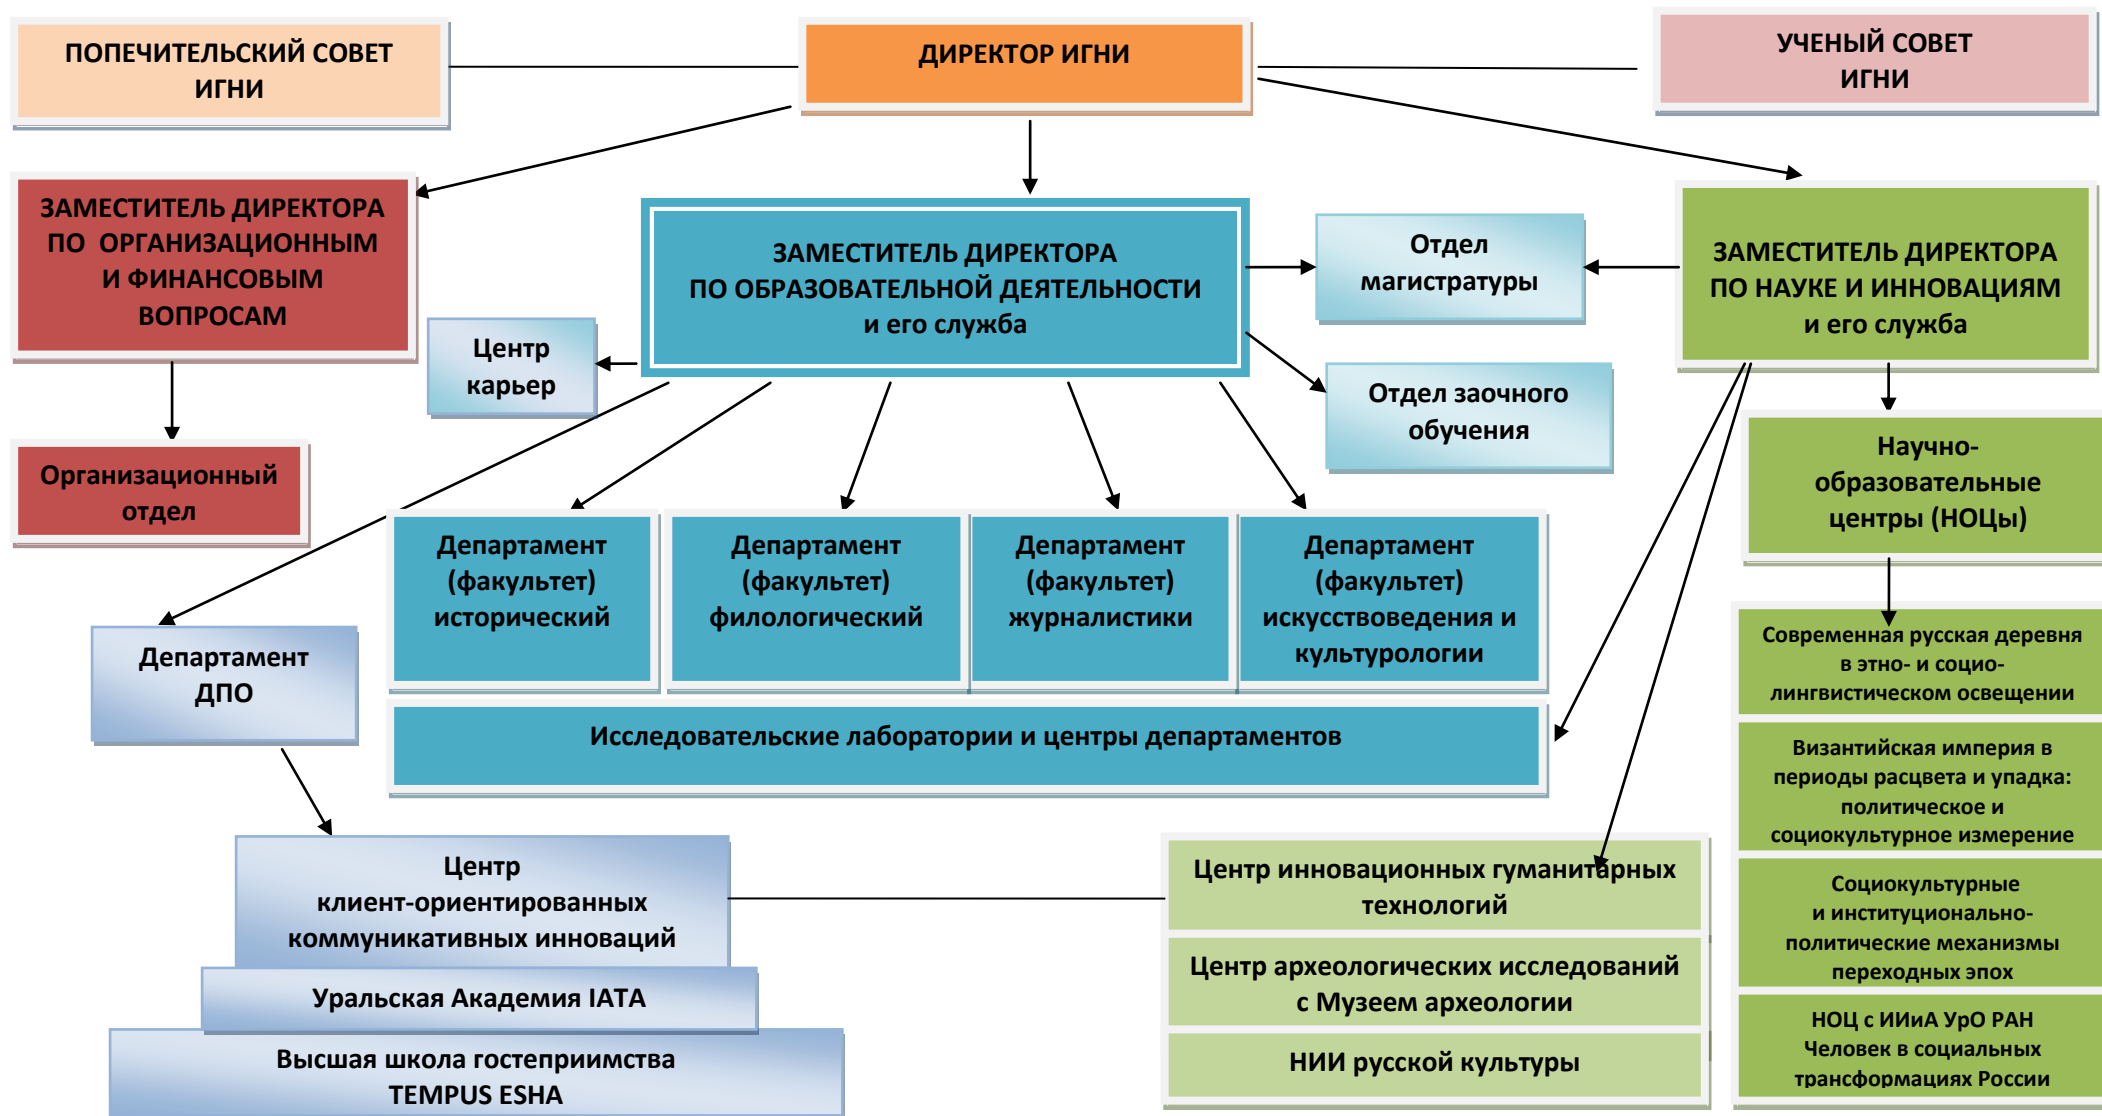 ПОПЕЧИТЕЛЬСКИЙ СОВЕТ
ИГНИ
ДИРЕКТОР ИГНИ
УЧЕНЫЙ СОВЕТ
ИГНИ
ЗАМЕСТИТЕЛЬ ДИРЕКТОРА
ПО ОРГАНИЗАЦИОННЫМ
И ФИНАНСОВЫМ
ВОПРОСАМ
ЗАМЕСТИТЕЛЬ ДИРЕКТОРА
ПО ОБРАЗОВАТЕЛЬНОЙ ДЕЯТЕЛЬНОСТИ
и его служба
Отдел
магистратуры
ЗАМЕСТИТЕЛЬ ДИРЕКТОРА
ПО НАУКЕ И ИННОВАЦИЯМ
и его служба
Центр
карьер
Отдел заочного
обучения
Организационный
отдел
Научно-
образовательные
центры (НОЦы)
Департамент
(факультет)
исторический
Департамент
(факультет)
филологический
Департамент
(факультет)
журналистики
Департамент
(факультет)
искусствоведения и
культурологии
Департамент
ДПО
Исследовательские лаборатории и центры департаментов
Современная русская деревня
в этно- и социо-
лингвистическом освещении
Византийская империя в
периоды расцвета и упадка:
политическое и
социокультурное измерение
Социокультурные
и институционально-
политические механизмы
переходных эпох
НОЦ с ИИиА УрО РАН
Человек в социальных
трансформациях России
Центр
клиент-ориентированных
коммуникативных инноваций
Уральская Академия IATA
Высшая школа гостеприимства
TEMPUS ESHA
Центр инновационных гуманитарных
технологий
Центр археологических исследований
с Музеем археологии
НИИ русской культуры